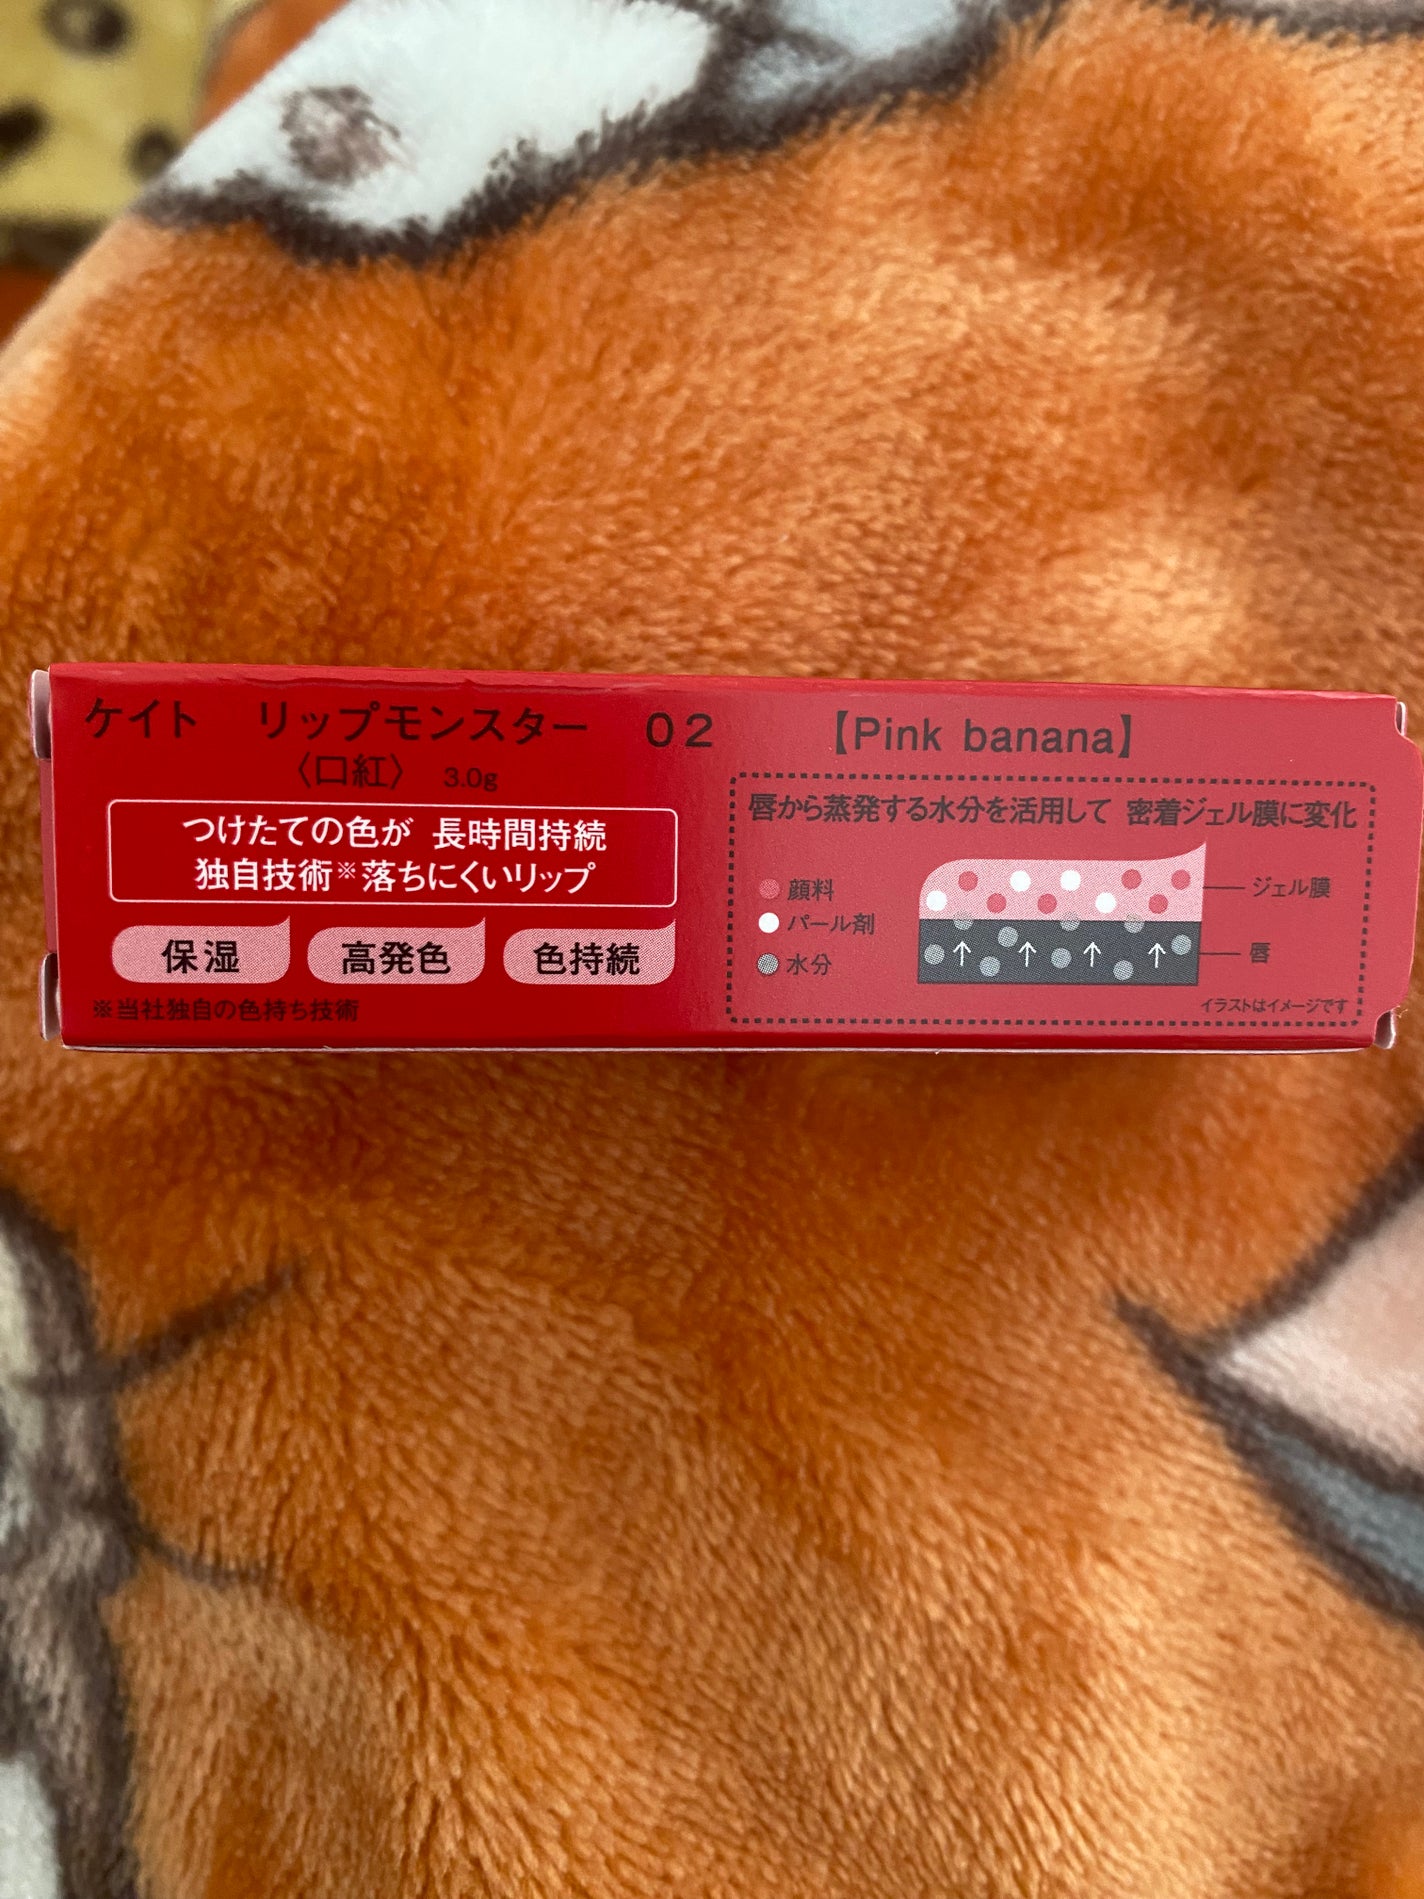 ケイト リップモンスター 02 【Pink banana】
〈口紅〉 3.0g
つけたての色が 長時間持続
独自技術※落ちにくいリップ
保湿 高発色 色持続
※当社独自の色持ち技術
唇から蒸発する水分を活用して 密着ジェル膜に変化
顔料
パール剤
水分
ジェル膜
唇
イラストはイメージです